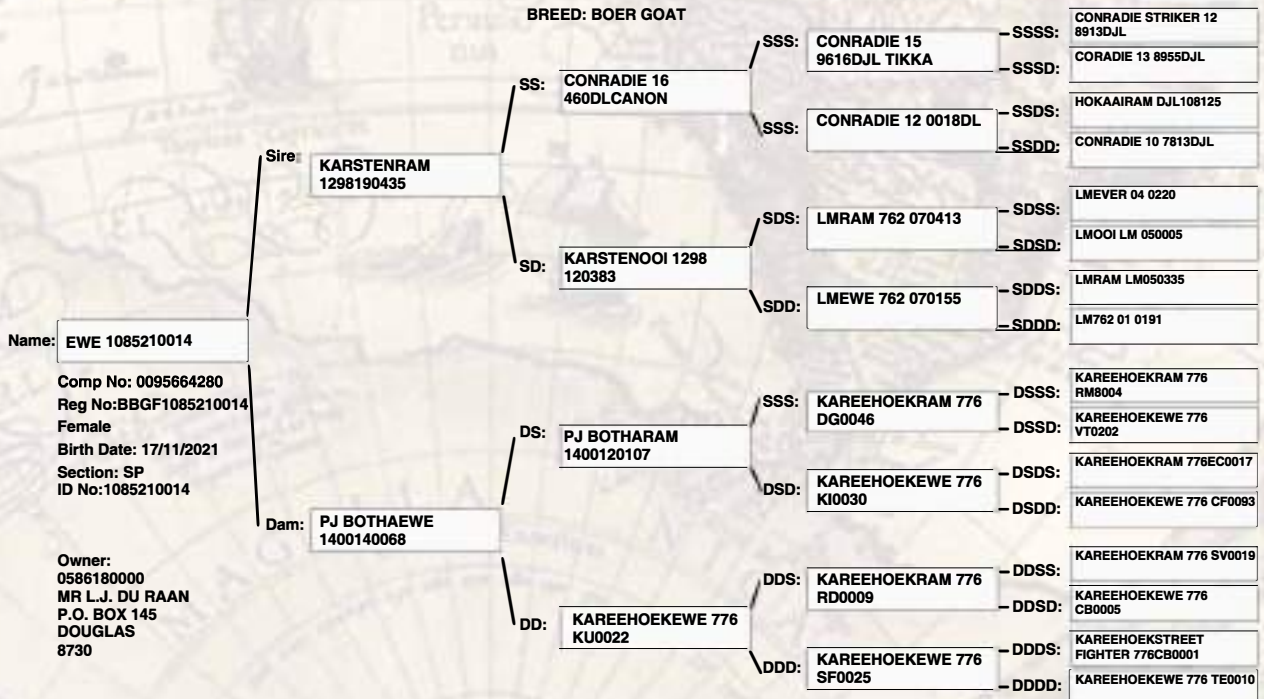 BREED: BOER GOAT
Name: EWE 1085210014
Comp No: 0095664280
Reg No:BBGF1085210014
Female
Birth Date: 17/11/2021
Section: SP
ID No:1085210014
Owner:
0586180000
MR L.J. DU RAAN
P.O. BOX 145
DOUGLAS
8730
Sire: KARSTENRAM
1298190435
Dam: PJ BOTHAEWE
1400140068
SS: CONRADIE 16
460DLCANON
SD: KARSTENOOI 1298
120383
DS: PJ BOTHARAM
1400120107
DD: KAREEHOEKEWE 776
KU0022
SSS: CONRADIE 15
9616DJL TIKKA
SSS: CONRADIE 12 0018DL
SDS: LMRAM 762 070413
SDD: LMEWE 762 070155
SSS: KAREEHOEKRAM 776
DG0046
DSD: KAREEHOEKEWE 776
KI0030
DDS: KAREEHOEKRAM 776
RD0009
DDD: KAREEHOEKEWE 776
SF0025
SSSS: CONRADIE STRIKER 12
8913DJL
SSSD: CORADIE 13 8955DJL
SSDS: HOKAAIRAM DJL108125
SSDD: CONRADIE 10 7813DJL
SDSS: LMEVER 04 0220
SDSD: LMOOI LM 050005
SDDS: LMRAM LM050335
SDDD: LM762 01 0191
DSSS: KAREEHOEKRAM 776
RM8004
DSSD: KAREEHOEKEWE 776
VT0202
DSDS: KAREEHOEKRAM 776EC0017
DSDD: KAREEHOEKEWE 776 CF0093
DDSS: KAREEHOEKRAM 776 SV0019
DDSD: KAREEHOEKEWE 776
CB0005
DDDS: KAREEHOEKSTREET
FIGHTER 776CB0001
DDDD: KAREEHOEKEWE 776 TE0010